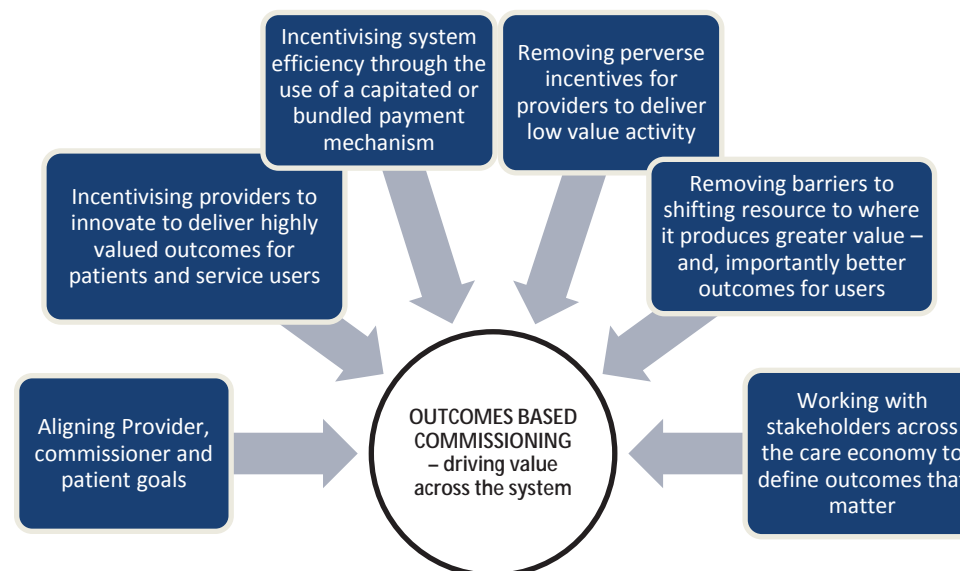 Incentivising system
efficiency through the
use of a capitated or
bundled payment
mechanism
Removing perverse
incentives for
providers to deliver
low value activity
Incentivising providers to
innovate to deliver highly
valued outcomes for
patients and service users
Removing barriers to
shifting resource to where
it produces greater value –
and, importantly better
outcomes for users
Aligning Provider,
commissioner and
patient goals
OUTCOMES BASED
COMMISSIONING
– driving value
across the system
Working with
stakeholders across
the care economy to
define outcomes that
matter